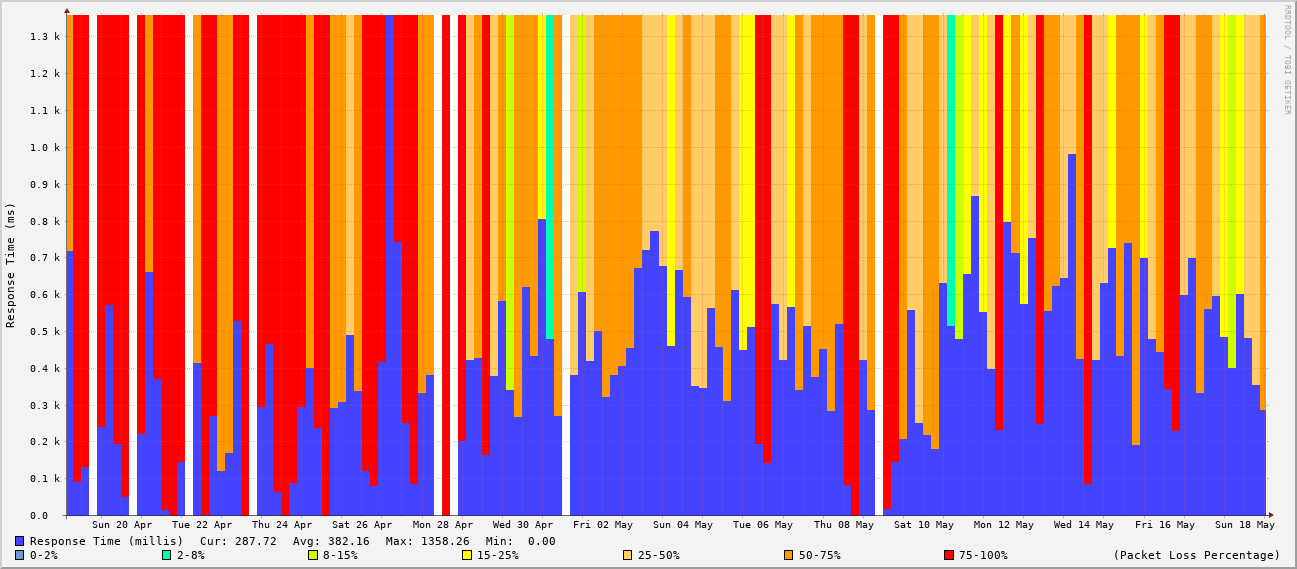 RRDTOOL / TOBI OETIKER
Response Time (ms)
1.3 k
1.2 k
1.1 k
1.0 k
0.9 k
0.8 k
0.7 k
0.6 k
0.5 k
0.4 k
0.3 k
0.2 k
0.1 k
0.0
Sun 20 Apr Tue 22 Apr Thu 24 Apr Sat 26 Apr Mon 28 Apr Wed 30 Apr Fri 02 May Sun 04 May Tue 06 May Thu 08 May Sat 10 May Mon 12 May Wed 14 May Fri 16 May Sun 18 May
Response Time (millis) Cur: 287.72 Avg: 382.16 Max: 1358.26 Min: 0.00
0-2% 2-8% 8-15% 15-25% 25-50% 50-75% 75-100% (Packet Loss Percentage)